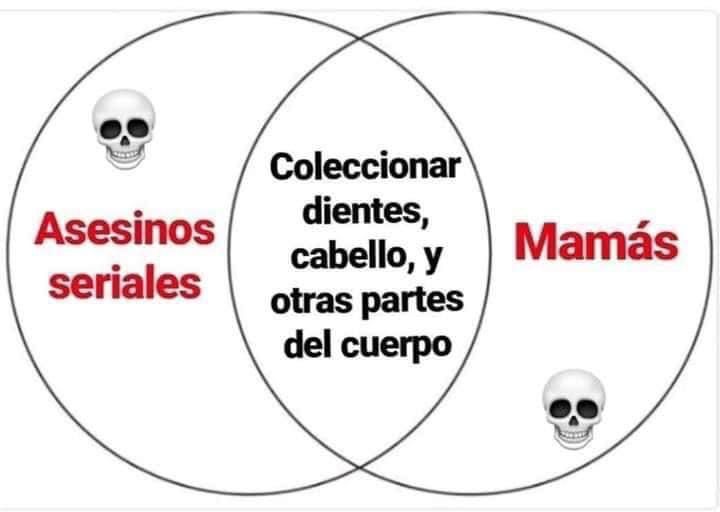 Asesinos
seriales
Coleccionar
dientes,
cabello, y
otras partes
del cuerpo
Mamás